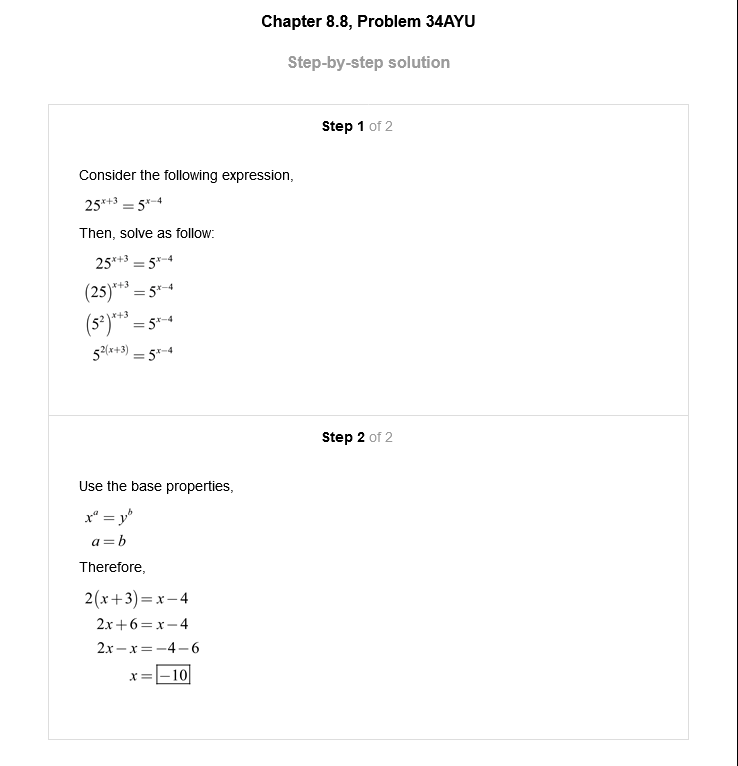 Chapter 8.8, Problem 34AYU
Step-by-step solution
Step 1 of 2
Consider the following expression,
25^{x+3} = 5^{x−4}
Then, solve as follow:
25^{x+3} = 5^{x−4}
(25)^{x+3} = 5^{x−4}
(5^2)^{x+3} = 5^{x−4}
5^{2(x+3)} = 5^{x−4}
Step 2 of 2
Use the base properties,
x^a = y^b
a = b
Therefore,
2(x+3) = x−4
2x+6 = x−4
2x−x = −4−6
x = −10